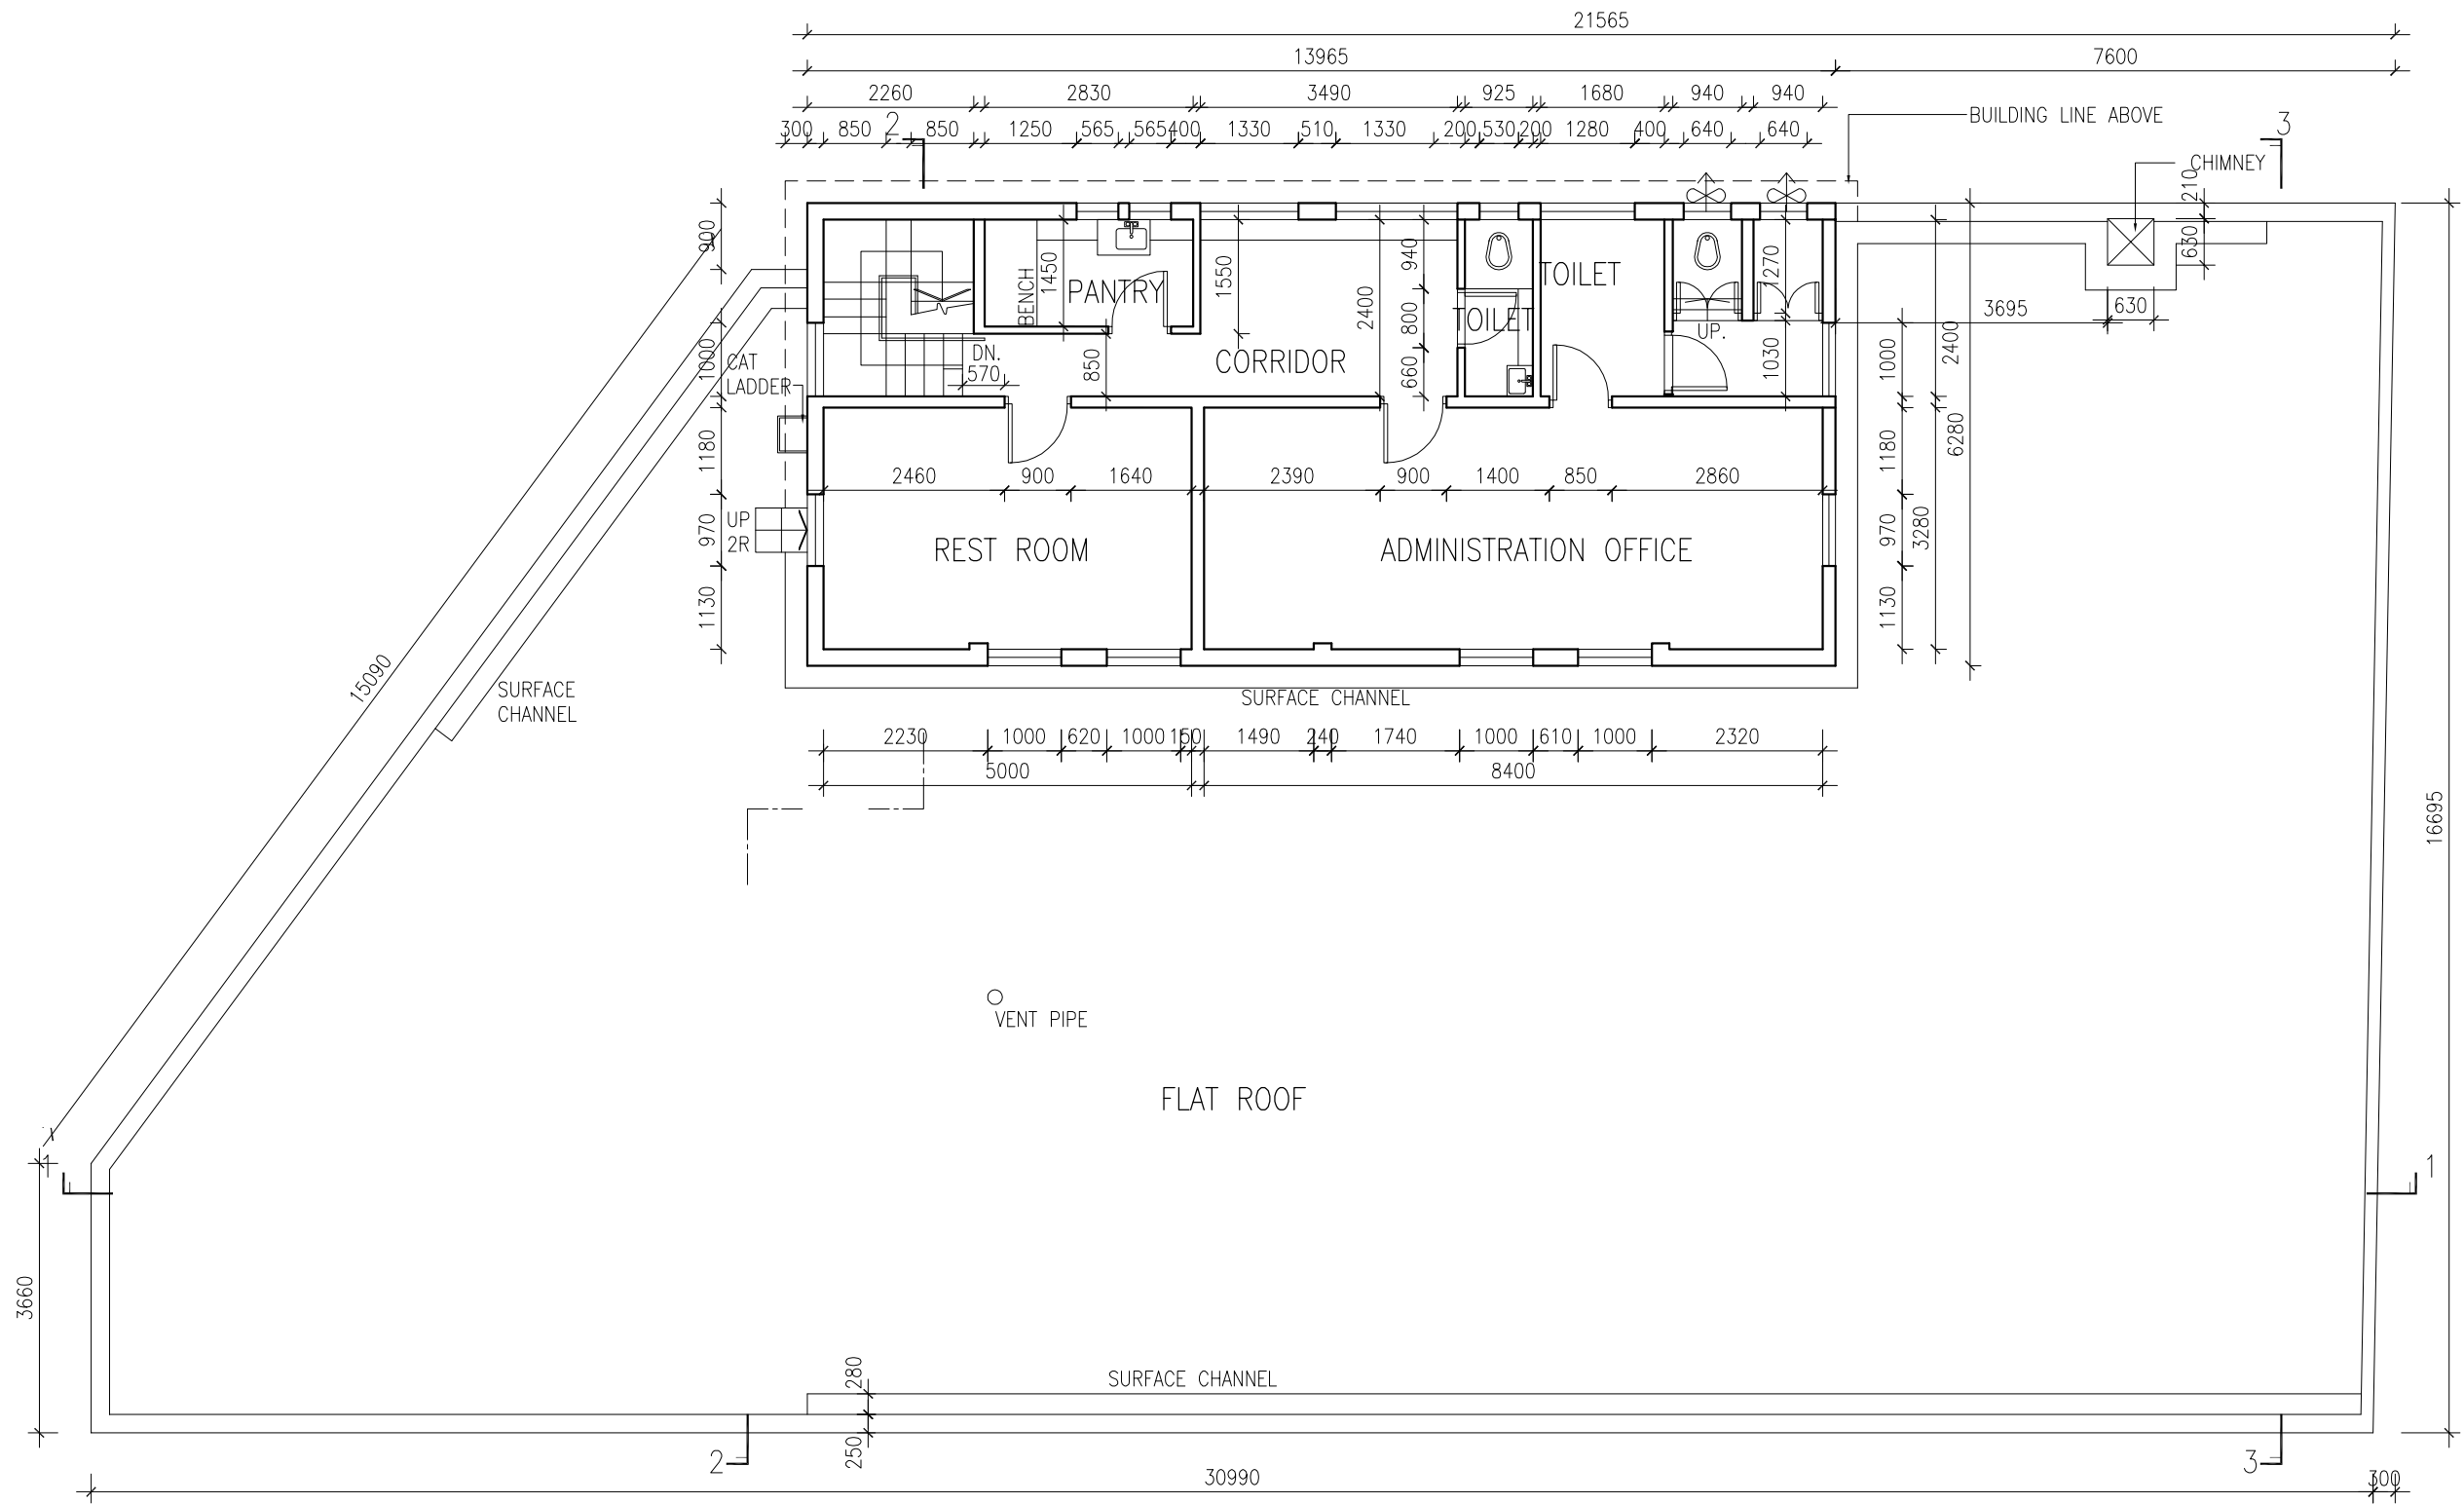 21565
13965 7600
2260 2830 3490 925 1680 940 940
300 850 2 850 1250 565 565 400 1330 510 1330 200 530 200 1280 400 640 640
BUILDING LINE ABOVE
3
CHIMNEY
210
630
630
3695
900
1000
1180
970
1130
CAT
LADDER
UP
2R
BENCH
1450
PANTRY
DN.
570
850
1550
2400
CORRIDOR
940
800
660
TOILET
TOILET
UP.
1270
1030
1000
2400
1180
970
3280
1130
6280
2460 900 1640 2390 900 1400 850 2860
REST ROOM
ADMINISTRATION OFFICE
15090
SURFACE
CHANNEL
SURFACE CHANNEL
2230 1000 620 1000 150 1490 240 1740 1000 610 1000 2320
5000 8400
16695
VENT PIPE
FLAT ROOF
1
1
3660
SURFACE CHANNEL
280
250
2
3
30990
300